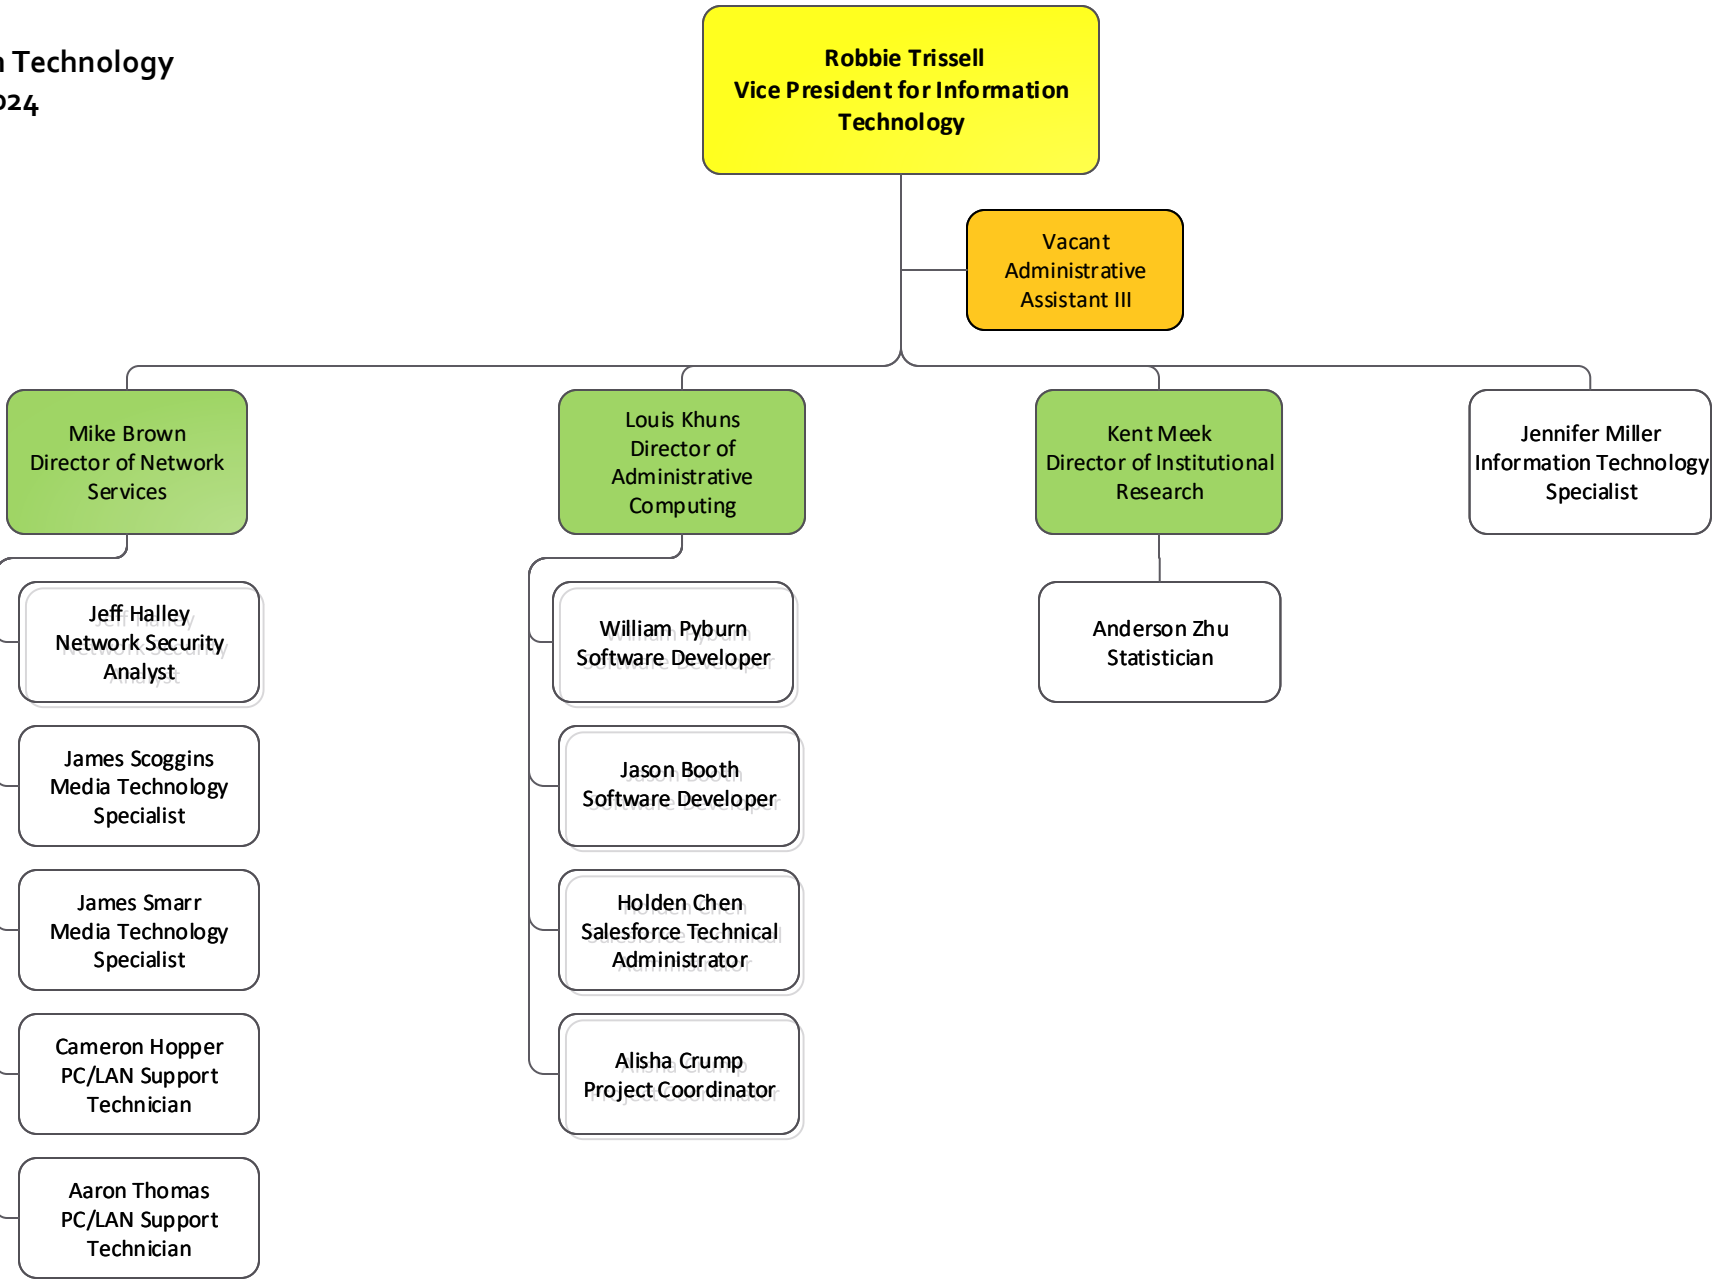 Technology
Robbie Trissell
Vice President for Information
Technology
Vacant
Administrative
Assistant III
Mike Brown
Director of Network
Services
Louis Khuns
Director of
Administrative
Computing
Kent Meek
Director of Institutional
Research
Jennifer Miller
Information Technology
Specialist
Jeff Halley
Network Security
Analyst
James Scoggins
Media Technology
Specialist
James Smarr
Media Technology
Specialist
Cameron Hopper
PC/LAN Support
Technician
Aaron Thomas
PC/LAN Support
Technician
William Pyburn
Software Developer
Jason Booth
Software Developer
Holden Chen
Salesforce Technical
Administrator
Alisha Crump
Project Coordinator
Anderson Zhu
Statistician